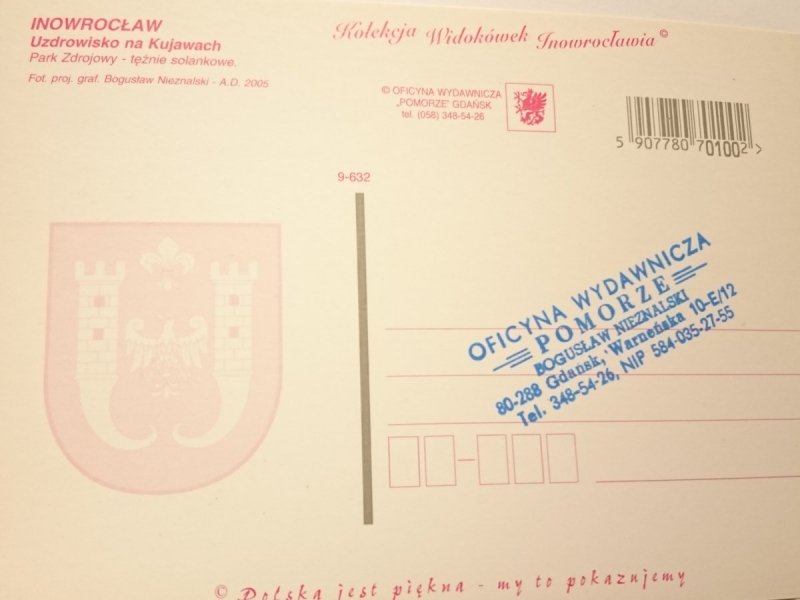 INOWROCŁAW
Uzdrowisko na Kujawach
Park Zdrojowy - tężnie solankowe.
Fot. proj. graf. Bogusław Nieznalski - A.D. 2005
Kolekcja Widokówek Inowrocławia ©
© OFICYNA WYDAWNICZA
„POMORZE" GDAŃSK
tel. (058) 348-54-26
5 907780 701002 >
9-632
OFICYNA WYDAWNICZA
POMORZE
BOGUSŁAW NIEZNALSKI
80-288 Gdańsk, Warneńska 10-E/12
Tel. 348-54-26, NIP 584-035-27-55
© Polska jest piękna - my to pokazujemy